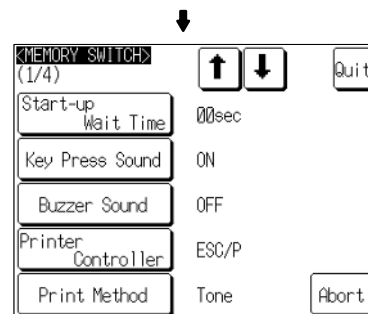 <MEMORY SWITCH>
(1/4)
Quit
Start-up
Wait Time
00sec
Key Press Sound
ON
Buzzer Sound
OFF
Printer
Controller
ESC/P
Print Method
Tone
Abort